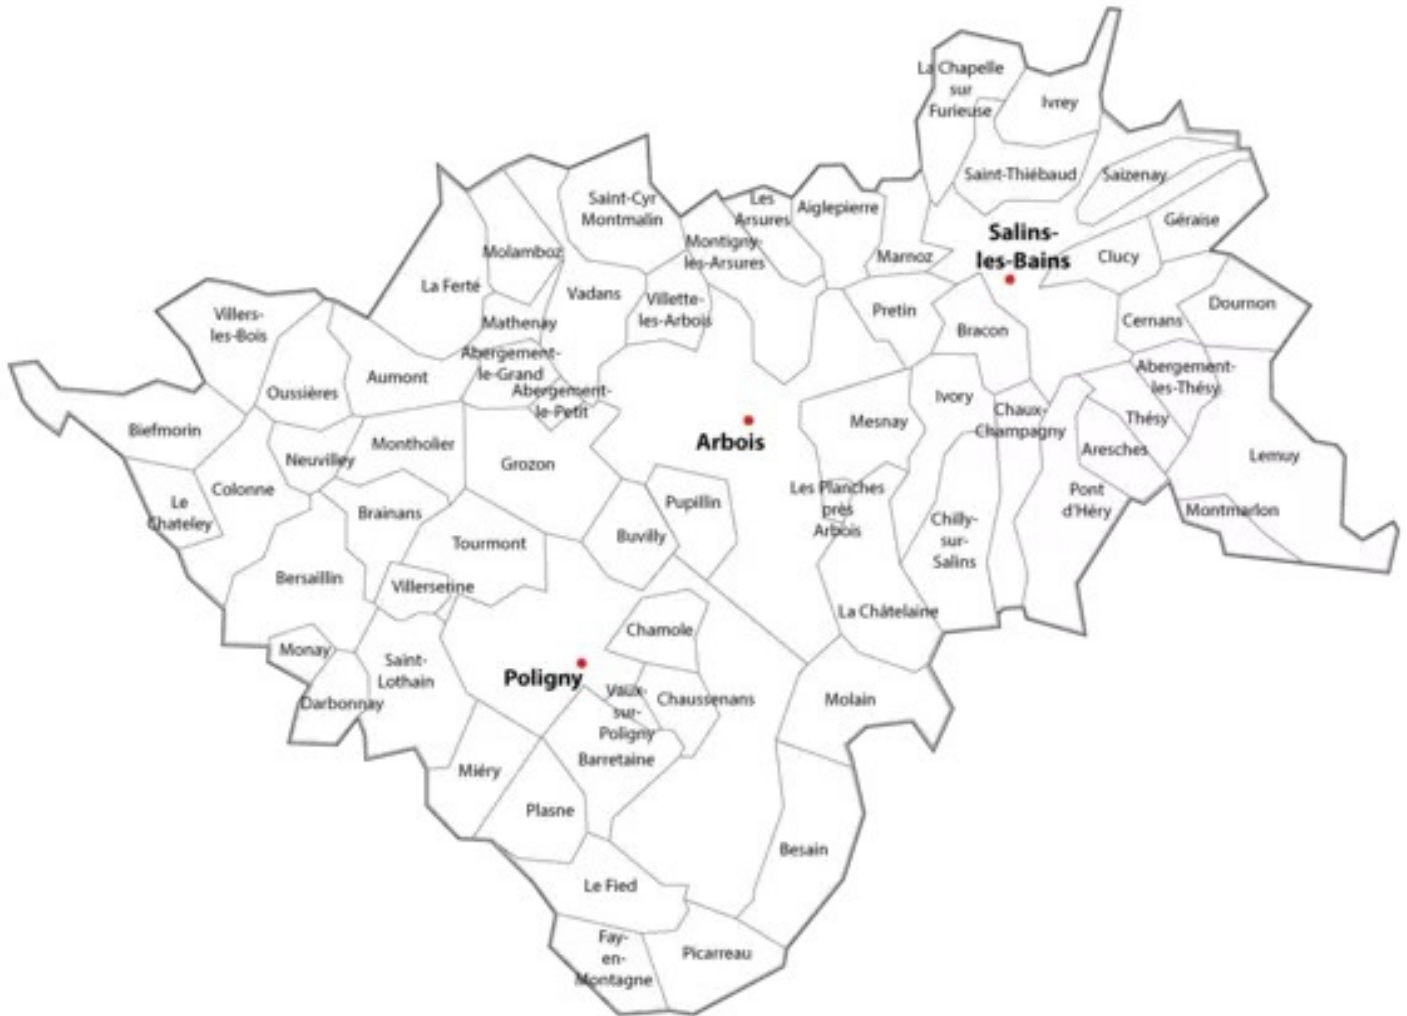 La Chapelle
sur
Furieuse
Ivrey
Saint-Thiébaud
Saizenay
Géraise
Salins-
les-Bains
Clucy
Saint-Cyr
Montmalin
Les
Arsures
Aiglepierre
Montigny-
les-Arsures
Marnoz
Molamboz
La Ferté
Vadans
Villette-
les-Arbois
Mathenay
Pretin
Bracon
Cernans
Dournon
Villers-
les-Bois
Oussières
Aumont
Abergement-
le-Grand
Abergement-
le-Petit
Abergement-
les-Thésy
Biefmorin
Montholier
Grozon
Arbois
Mesnay
Ivory
Chaux-
Champagny
Thésy
Aresches
Lemuy
Neuvilley
Colonne
Le
Chateley
Brainans
Tourmont
Buvilly
Pupillin
Les Planches
près
Arbois
Chilly-
sur-
Salins
Pont
d'Héry
Montmarlon
Bersaillin
Villerserine
La Châtelaine
Monay
Saint-
Lothain
Darbonnay
Poligny
Chamole
Vaux-
sur-
Poligny
Chaussenans
Molain
Barretaine
Miéry
Plasne
Besain
Le Fied
Fay-
en-
Montagne
Picarreau